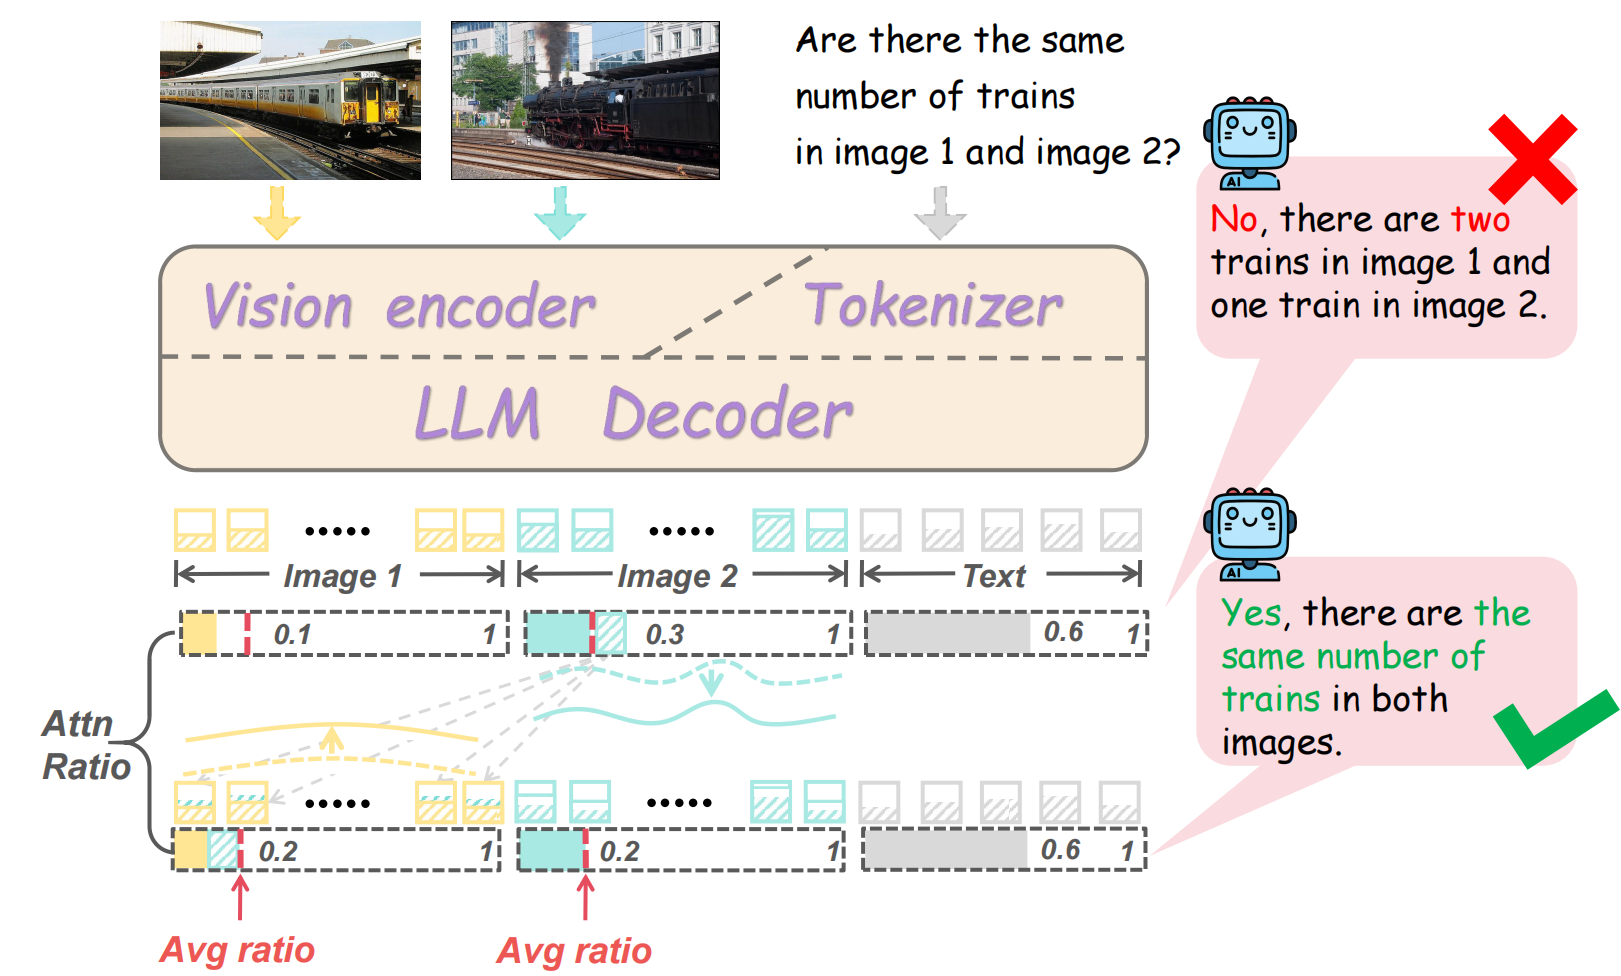 Are there the same
number of trains
in image 1 and image 2?
AI
No, there are two
trains in image 1 and
one train in image 2.
Vision encoder
Tokenizer
LLM Decoder
Image 1
Image 2
Text
AI
0.1 1
0.3 1
0.6 1
Yes, there are the
same number of
trains in both
images.
Attn
Ratio
0.2 1
0.2 1
0.6 1
Avg ratio
Avg ratio